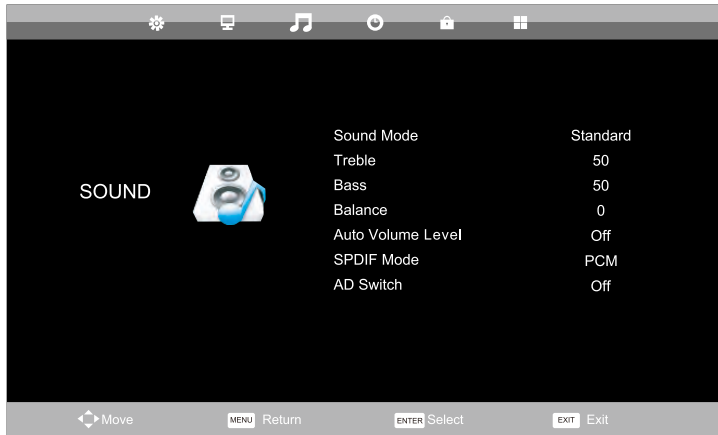 Sound Mode Standard
Treble 50
SOUND
Bass 50
Balance 0
Auto Volume Level Off
SPDIF Mode PCM
AD Switch Off
Move MENU Return ENTER Select EXIT Exit